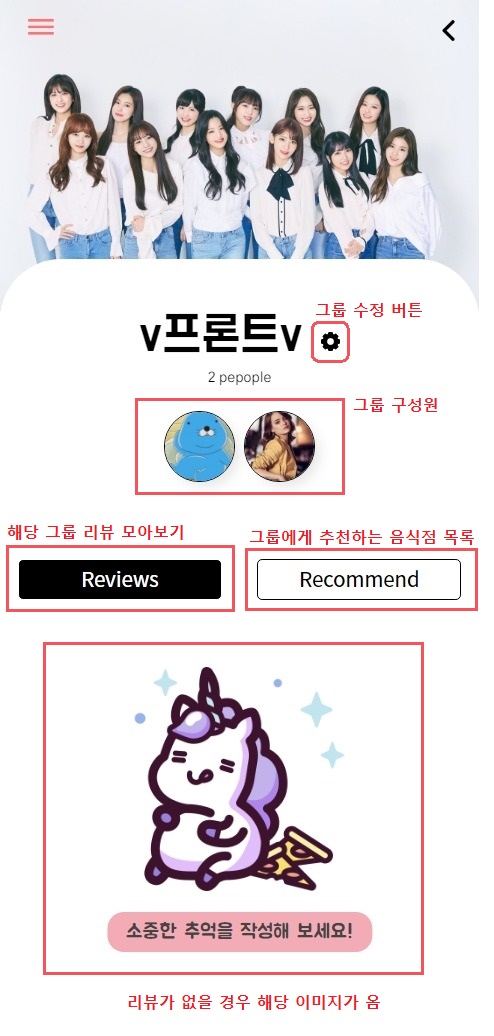 그룹 수정 버튼
v프론트v
2 pepople
그룹 구성원
해당 그룹 리뷰 모아보기
그룹에게 추천하는 음식점 목록
Reviews
Recommend
소중한 추억을 작성해 보세요!
리뷰가 없을 경우 해당 이미지가 옴